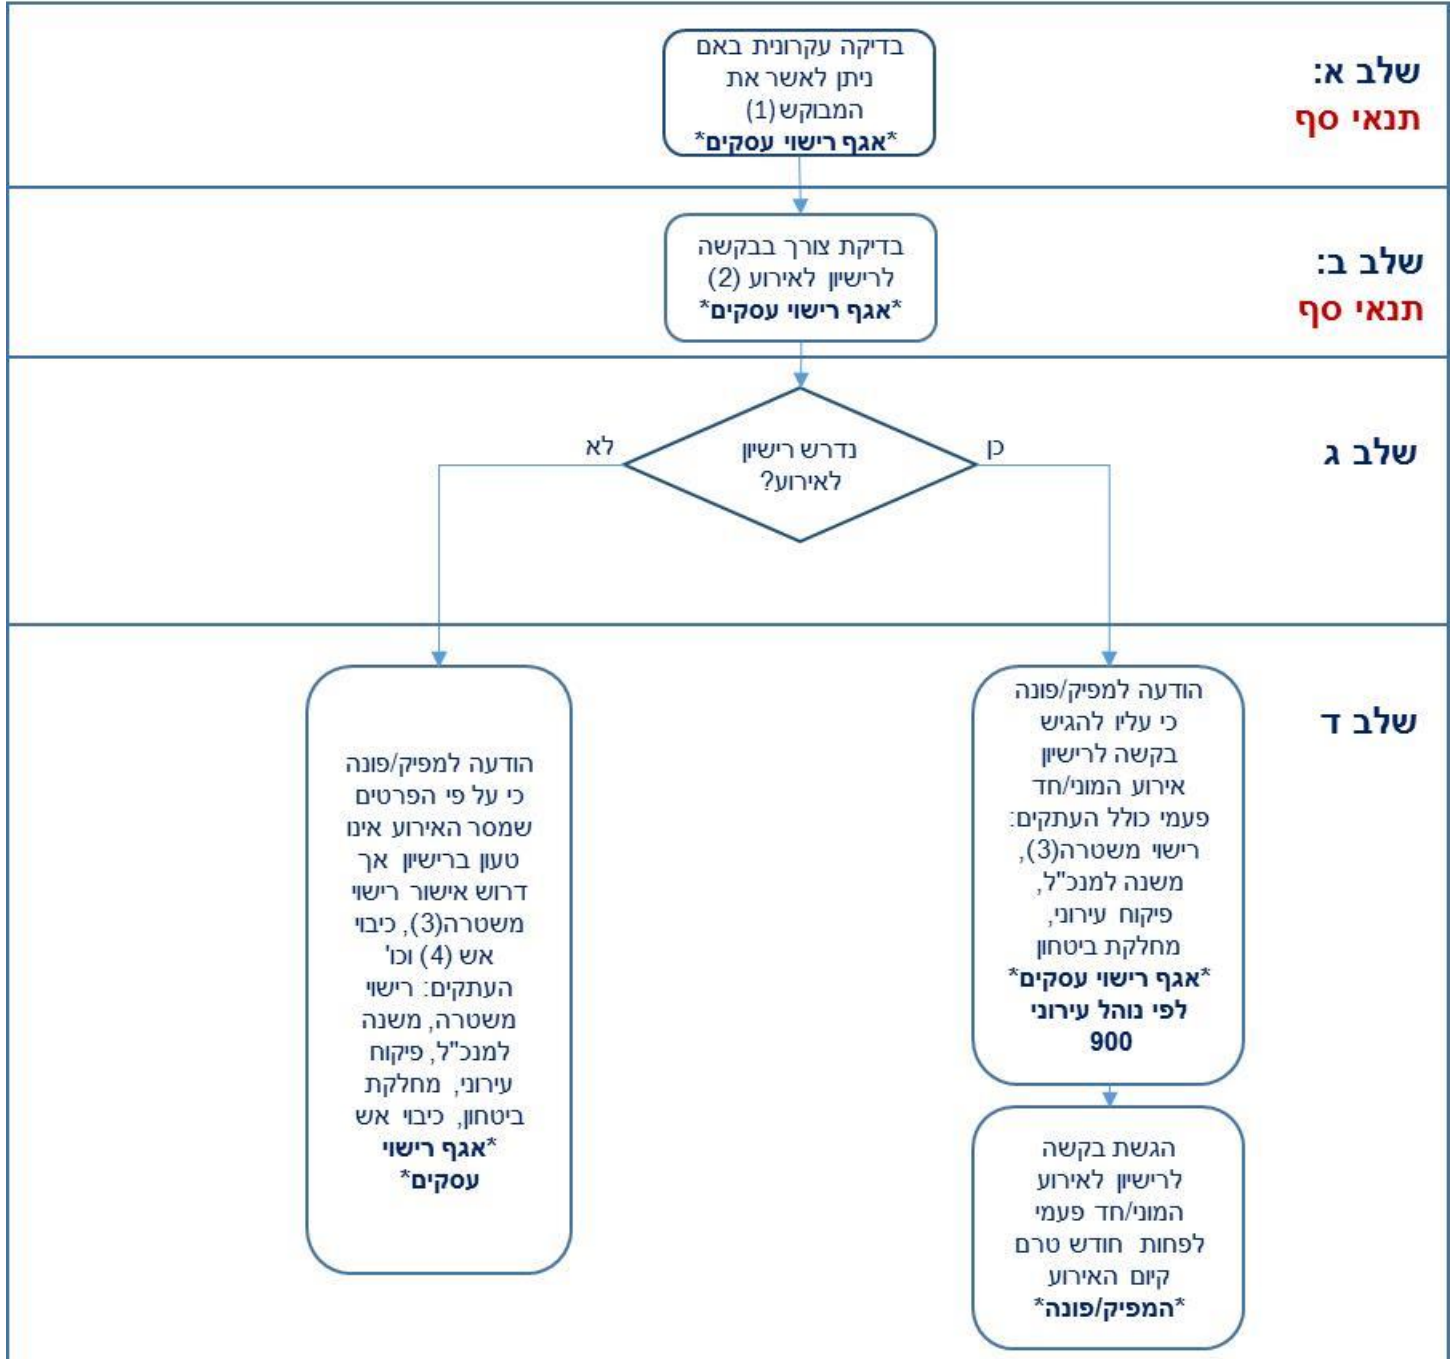 שלב א:
תנאי סף
בדיקה עקרונית באם
ניתן לאשר את
המבוקש (1)
*אגף רישוי עסקים*
שלב ב:
תנאי סף
בדיקת צורך בבקשה
לרישיון לאירוע (2)
*אגף רישוי עסקים*
שלב ג
נדרש רישיון
לאירוע?
כן
לא
שלב ד
הודעה למפיק/פונה
כי עליו להגיש
בקשה לרישיון
אירוע המוני/חד
פעמי כולל העתקים:
רישוי משטרה(3),
משנה למנכ"ל,
פיקוח עירוני,
מחלקת ביטחון
*אגף רישוי עסקים*
לפי נוהל עירוני
900
הגשת בקשה
לרישיון לאירוע
המוני/חד פעמי
לפחות חודש טרם
קיום האירוע
*המפיק/פונה*
הודעה למפיק/פונה
כי על פי הפרטים
שמסר האירוע אינו
טעון ברישיון אך
דרוש אישור רישוי
משטרה(3), כיבוי
אש (4) וכו'
העתקים: רישוי
משטרה, משנה
למנכ"ל, פיקוח
עירוני, מחלקת
ביטחון, כיבוי אש
*אגף רישוי
עסקים*